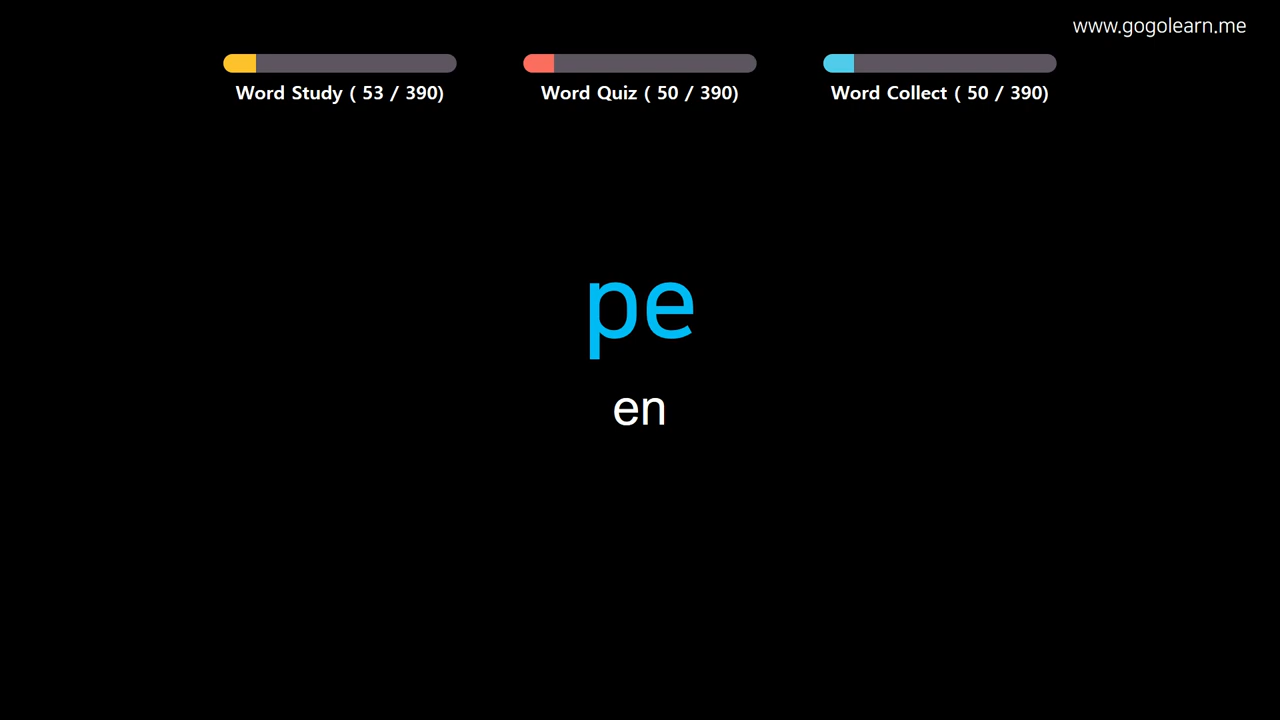 www.gogolearn.me
Word Study ( 53 / 390)
Word Quiz ( 50 / 390)
Word Collect ( 50 / 390)
pe
en